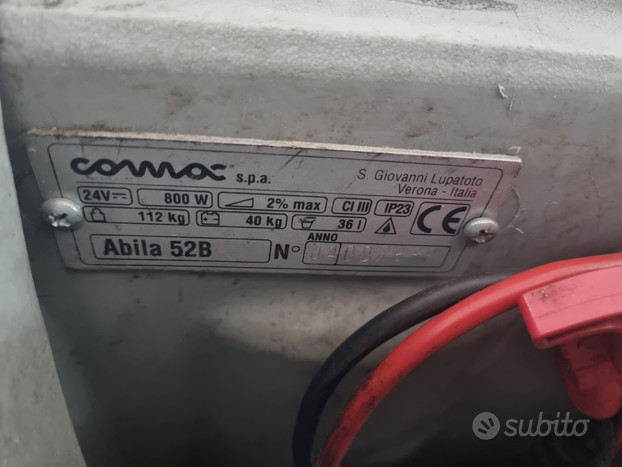 comac s.p.a.
S. Giovanni Lupatoto
Verona - Italia
24V 800 W 2% max Cl III IP23
112 kg 40 kg 36 l CE
ANNO
Abila 52B N°
subito